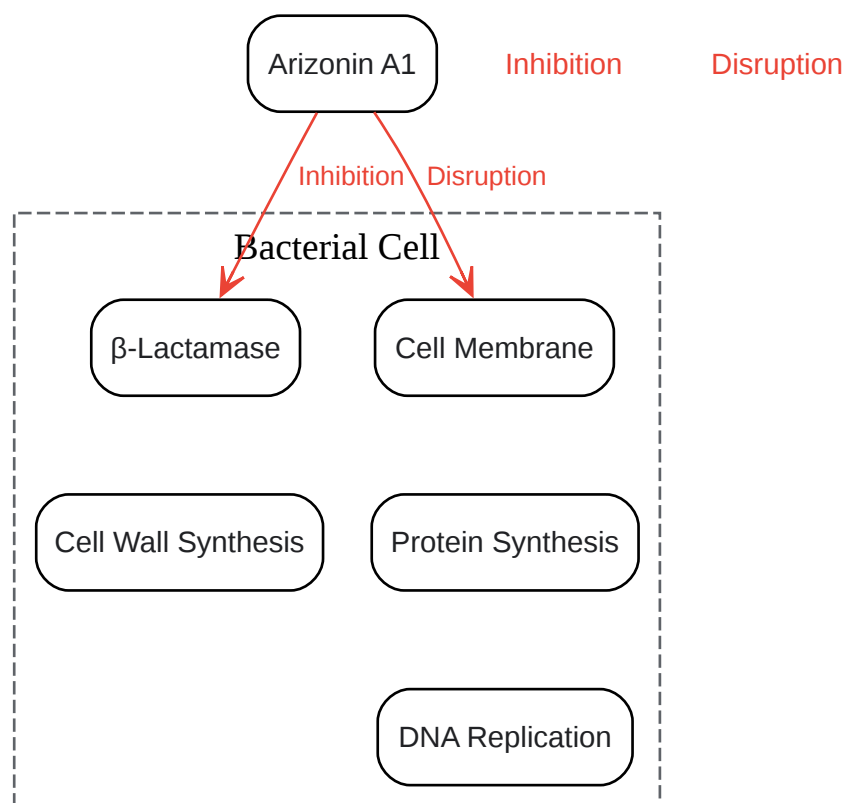 Arizonin A1
Inhibition
Disruption
Inhibition
Disruption
Bacterial Cell
β-Lactamase
Cell Membrane
Cell Wall Synthesis
Protein Synthesis
DNA Replication